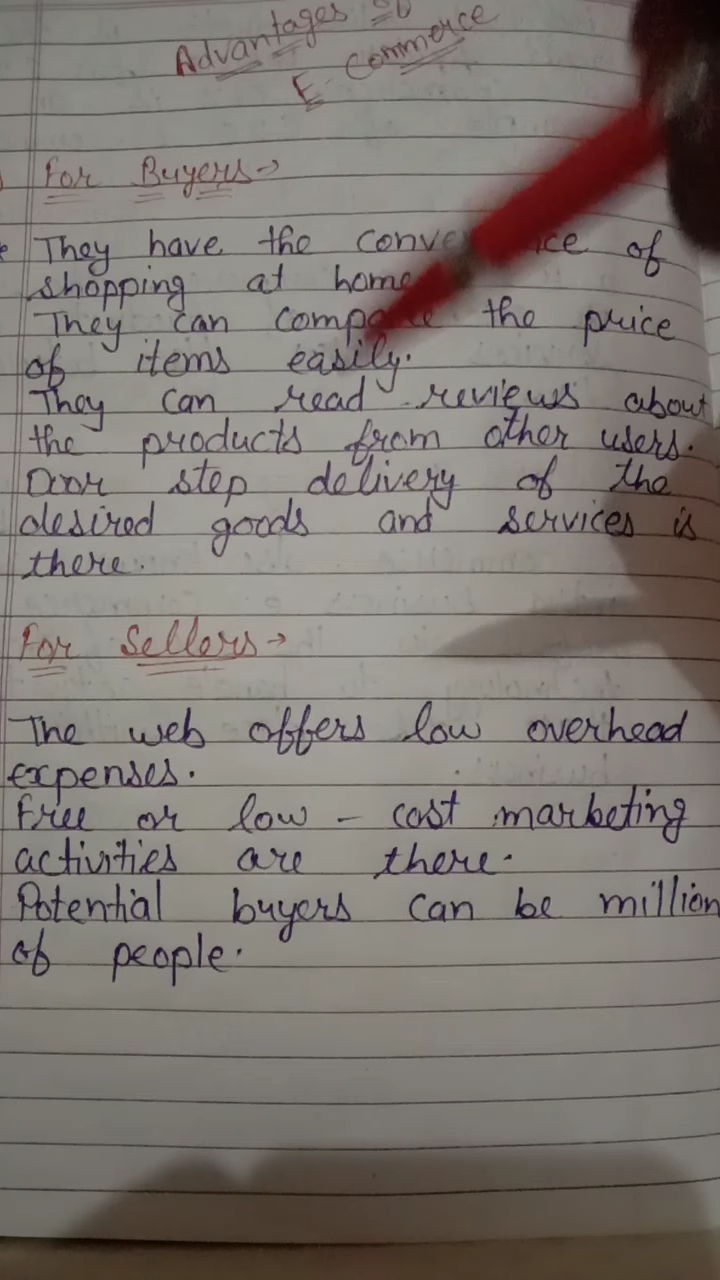 Advantages of
E-Commerce
For Buyers→
They have the convenience of
shopping at home
They can compare the price
of items easily.
They can read reviews about
the products from other users.
Door step delivery of the
desired goods and services is
there.
For Sellers→
The web offers low overhead
expenses.
Free or low - cost marketing
activities are there.
Potential buyers can be million
of people.